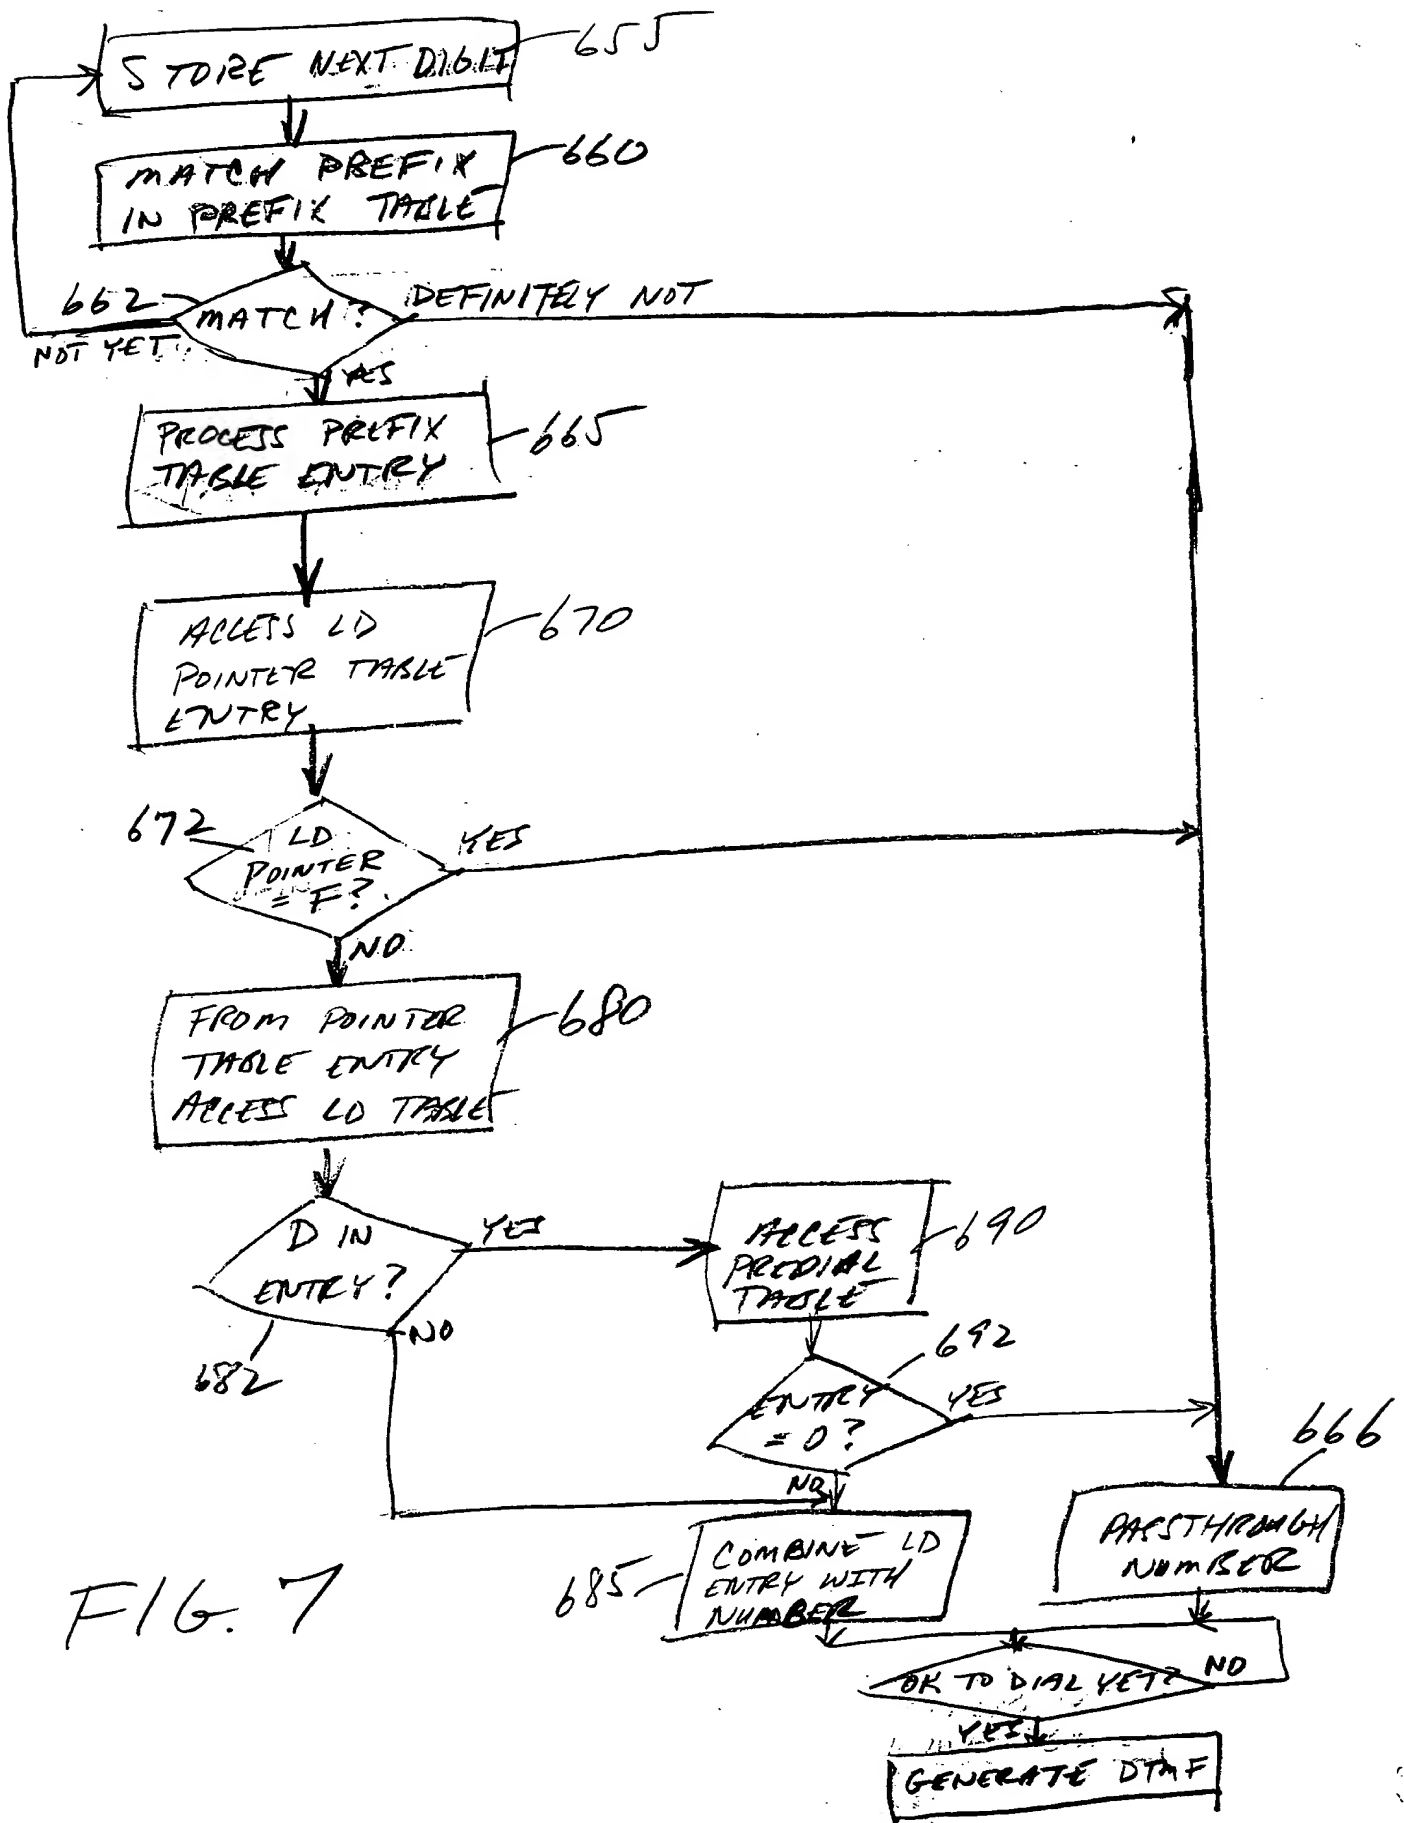 STORE NEXT DIGIT
655
MATCH PREFIX
IN PREFIX TABLE
660
662
MATCH?
DEFINITELY NOT
NOT YET
YES
PROCESS PREFIX
TABLE ENTRY
665
ACCESS LD
POINTER TABLE
ENTRY
670
672
LD
POINTER
= F?
YES
NO
FROM POINTER
TABLE ENTRY
ACCESS LD TABLE
680
D IN
ENTRY?
YES
NO
682
ACCESS
PREDIAL
TABLE
690
692
ENTRY
= 0?
YES
NO
666
PASSTHROUGH
NUMBER
COMBINE LD
ENTRY WITH
NUMBER
685
OK TO DIAL YET?
NO
YES
GENERATE DTMF
FIG. 7